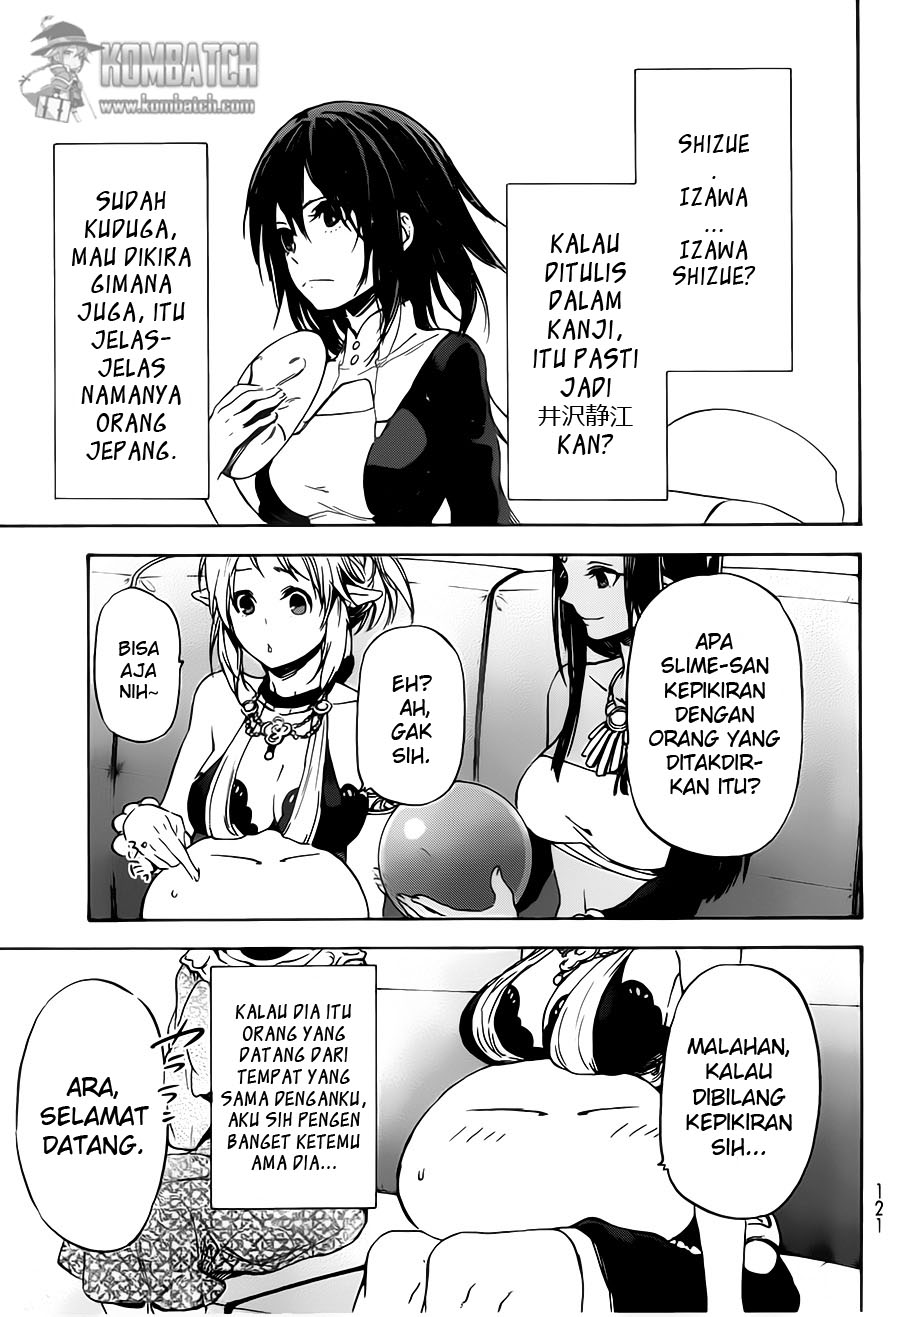 KOMBATCH
www.kombatch.com
SHIZUE
.
IZAWA
...
IZAWA
SHIZUE?
KALAU
DITULIS
DALAM
KANJI,
ITU PASTI
JADI
井沢静江
KAN?
SUDAH
KUDUGA,
MAU DIKIRA
GIMANA
JUGA, ITU
JELAS-
JELAS
NAMANYA
ORANG
JEPANG.
APA
SLIME-SAN
KEPIKIRAN
DENGAN
ORANG YANG
DITAKDIR-
KAN ITU?
EH?
AH,
GAK
SIH.
BISA
AJA
NIH~
MALAHAN,
KALAU
DIBILANG
KEPIKIRAN
SIH...
KALAU DIA ITU
ORANG YANG
DATANG DARI
TEMPAT YANG
SAMA DENGANKU,
AKU SIH PENGEN
BANGET KETEMU
AMA DIA...
ARA,
SELAMAT
DATANG.
121